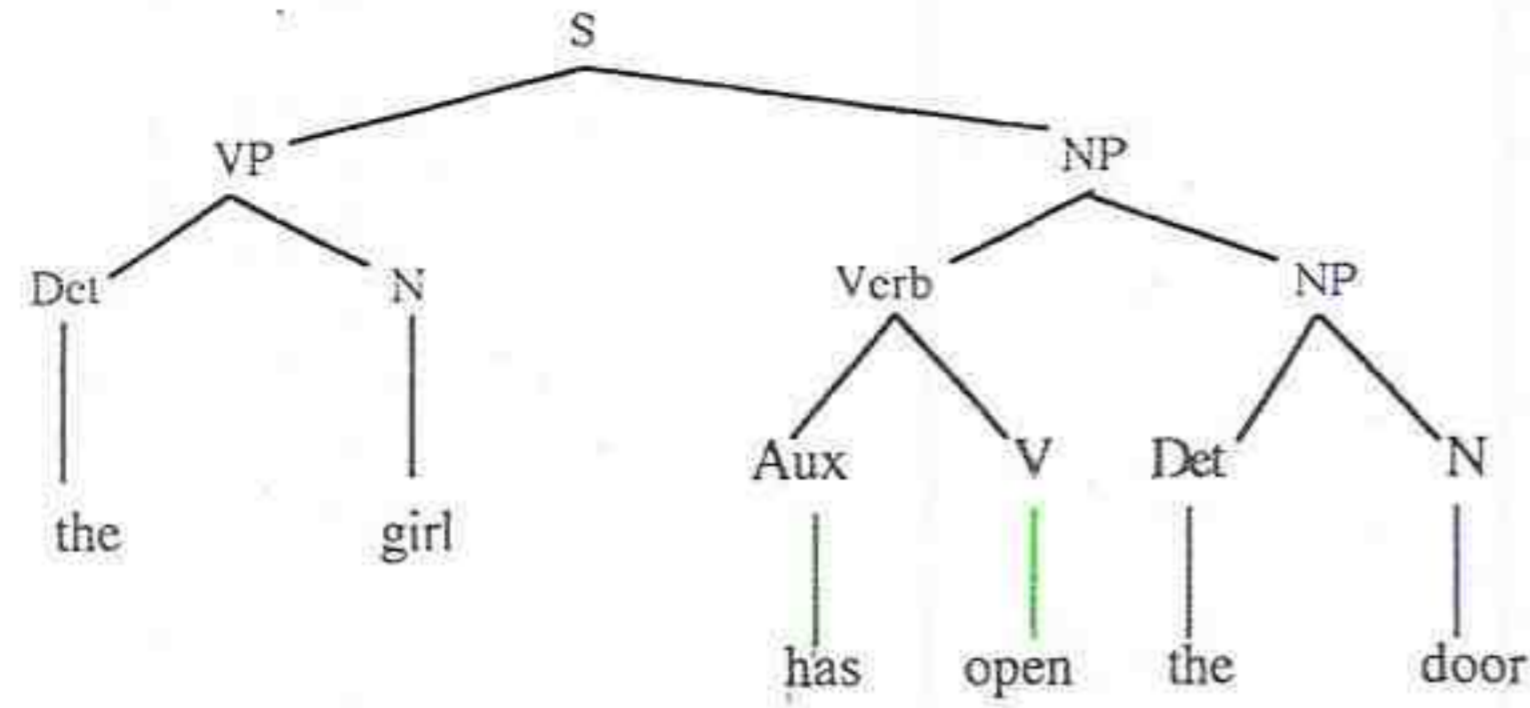 S
VP NP
Det N Verb NP
Aux V Det N
the girl
has open the door